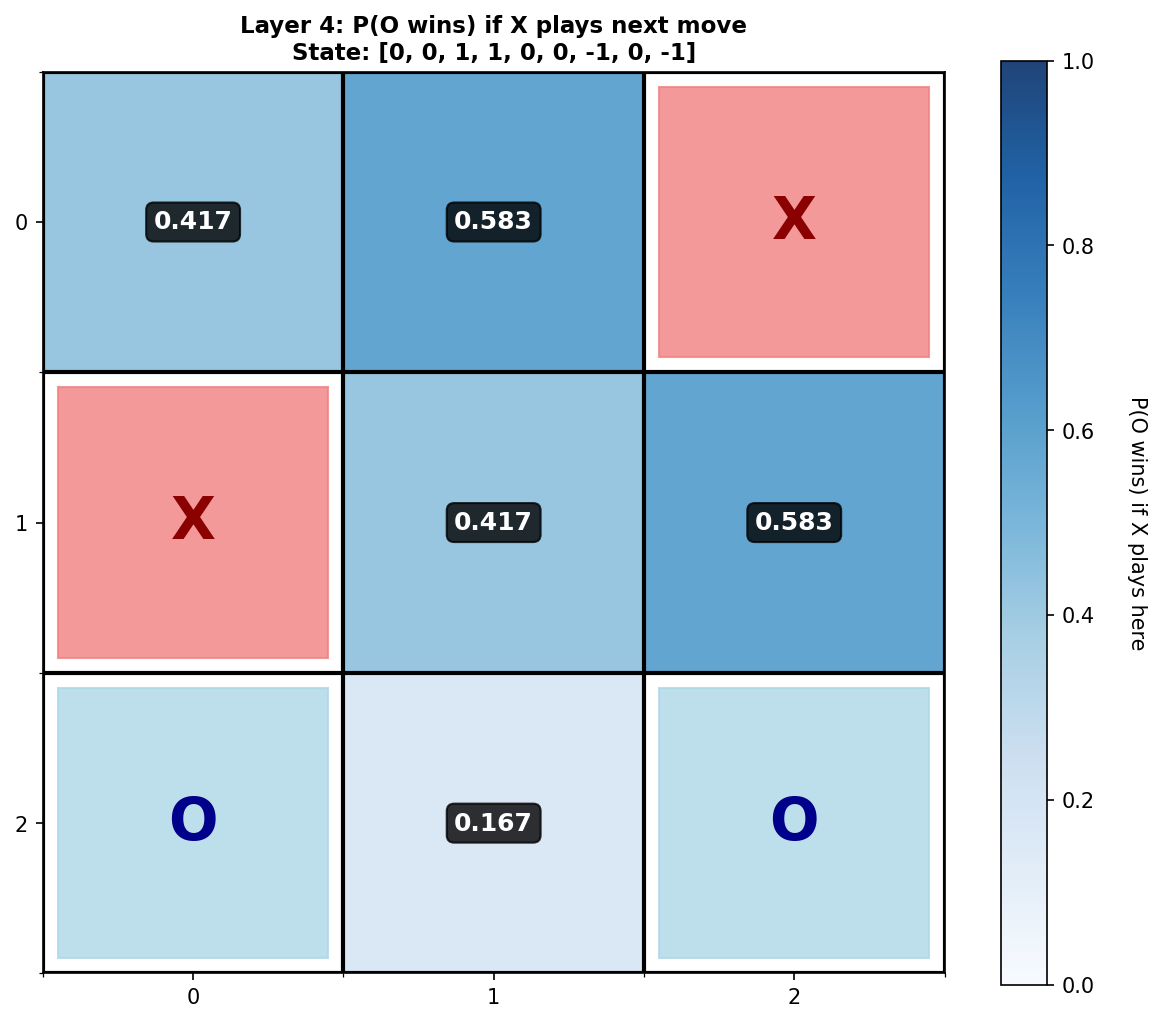 Layer 4: P(O wins) if X plays next move
State: [0, 0, 1, 1, 0, 0, -1, 0, -1]
0.417
0.583
X
X
0.417
0.583
O
0.167
O
0
1
2
0
1
2
1.0
0.8
0.6
0.4
0.2
0.0
P(O wins) if X plays here